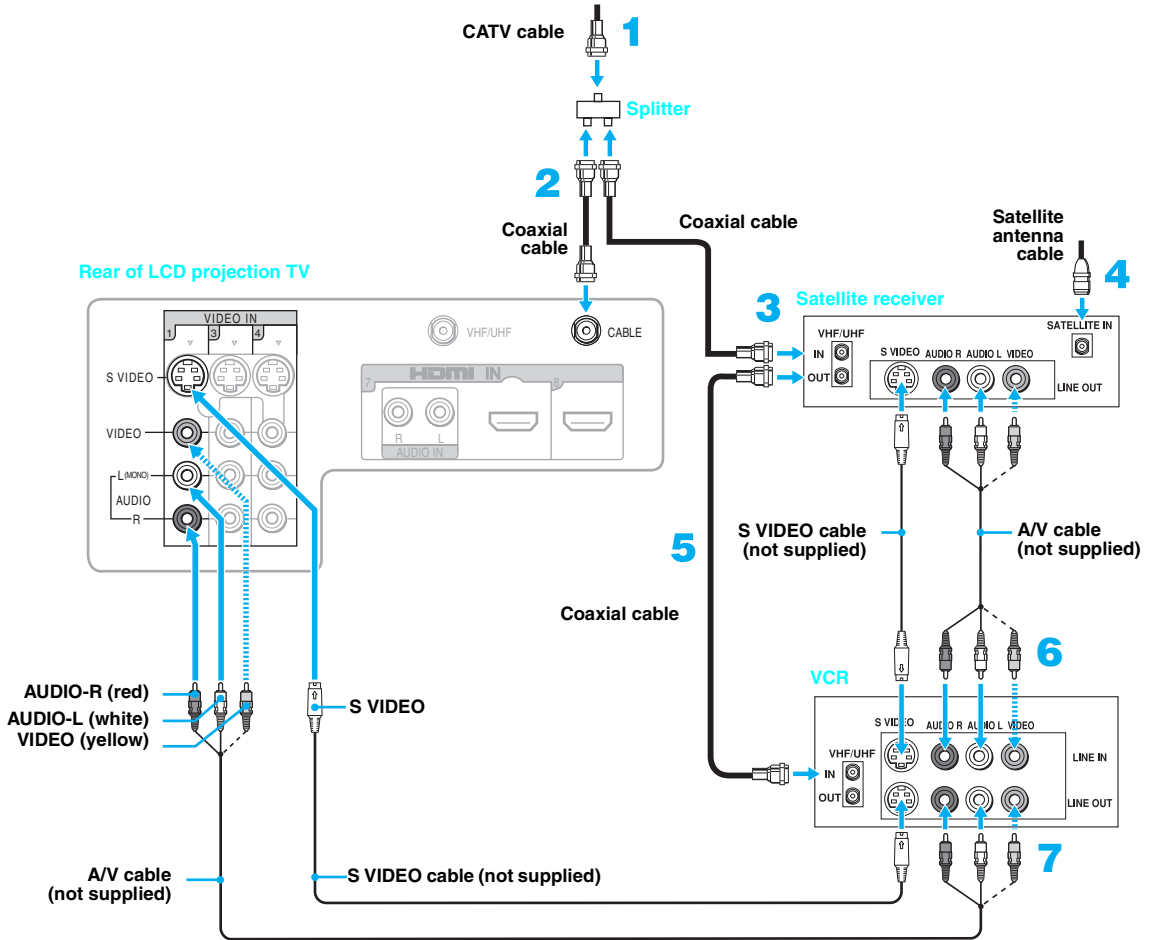 CATV cable
1
Splitter
2
Coaxial
cable
Coaxial cable
Satellite
antenna
cable
4
Rear of LCD projection TV
3
Satellite receiver
VIDEO IN
1
3
4
S VIDEO
VIDEO
L(MONO)
AUDIO
R
VHF/UHF
CABLE
7
HDMI IN
8
R
L
AUDIO IN
VHF/UHF
IN
OUT
S VIDEO
AUDIO R
AUDIO L
VIDEO
SATELLITE IN
LINE OUT
5
S VIDEO cable
(not supplied)
A/V cable
(not supplied)
Coaxial cable
6
VCR
AUDIO-R (red)
AUDIO-L (white)
VIDEO (yellow)
S VIDEO
S VIDEO
AUDIO R
AUDIO L
VIDEO
VHF/UHF
IN
OUT
LINE IN
LINE OUT
7
A/V cable
(not supplied)
S VIDEO cable (not supplied)